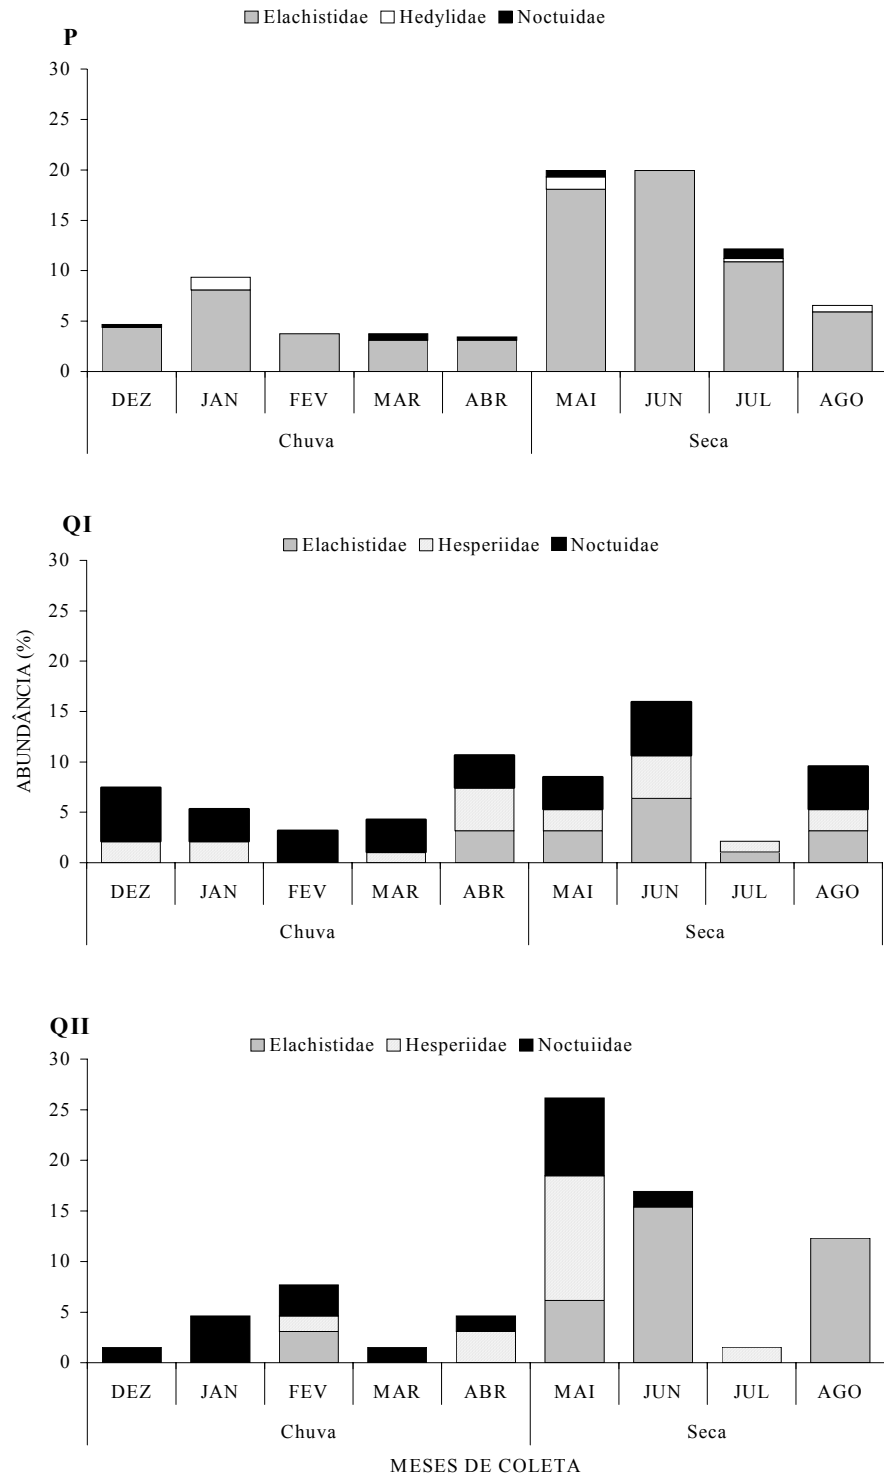 Elachistidae Hedylidae Noctuidae
P
30
25
20
15
10
5
0
DEZ JAN FEV MAR ABR MAI JUN JUL AGO
Chuva Seca
QI
Elachistidae Hesperiidae Noctuidae
30
25
20
15
10
5
0
ABUNDÂNCIA (%)
DEZ JAN FEV MAR ABR MAI JUN JUL AGO
Chuva Seca
QII
Elachistidae Hesperiidae Noctuiidae
30
25
20
15
10
5
0
DEZ JAN FEV MAR ABR MAI JUN JUL AGO
Chuva Seca
MESES DE COLETA